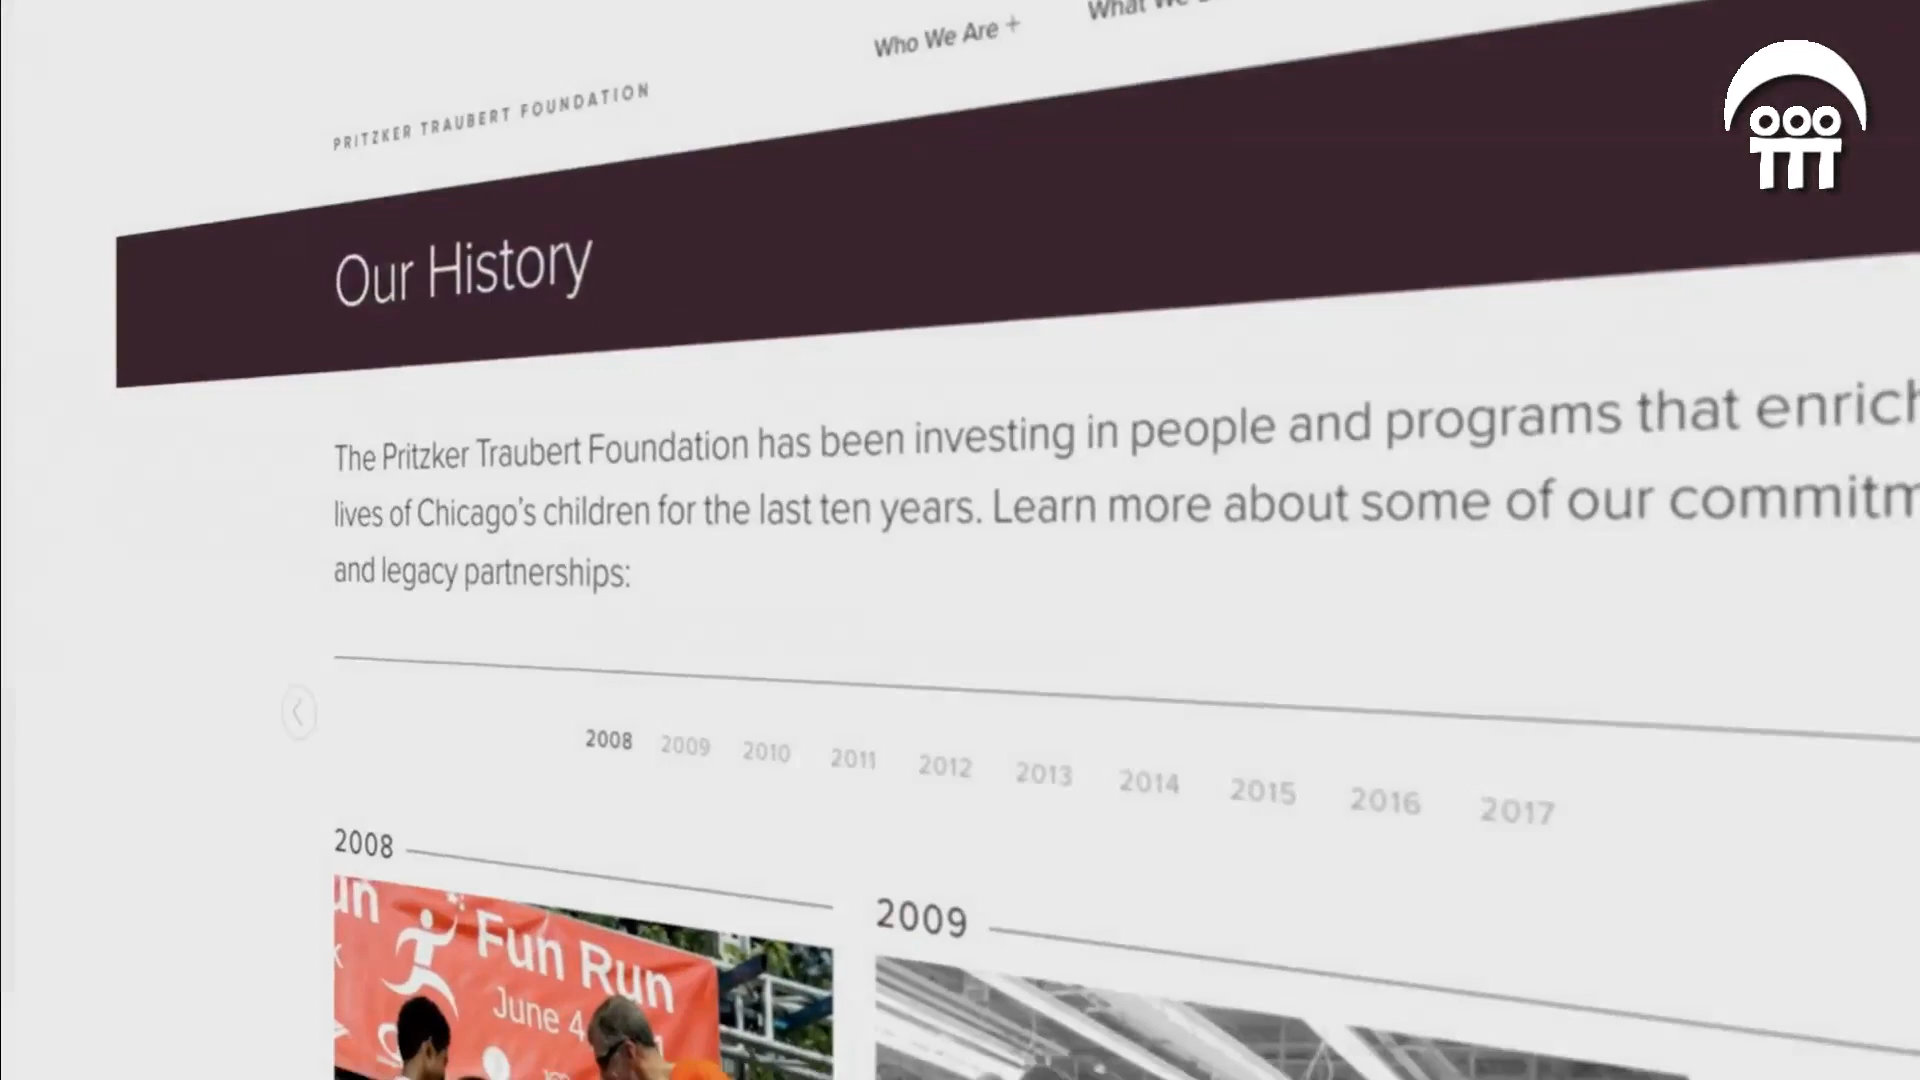 Who We Are +
What
PRITZKER TRAUBERT FOUNDATION
Our History
The Pritzker Traubert Foundation has been investing in people and programs that enrich
lives of Chicago's children for the last ten years. Learn more about some of our commitm
and legacy partnerships:
2008 2009 2010 2011 2012 2013 2014 2015 2016 2017
2008
2009
un
Fun Run
June 4